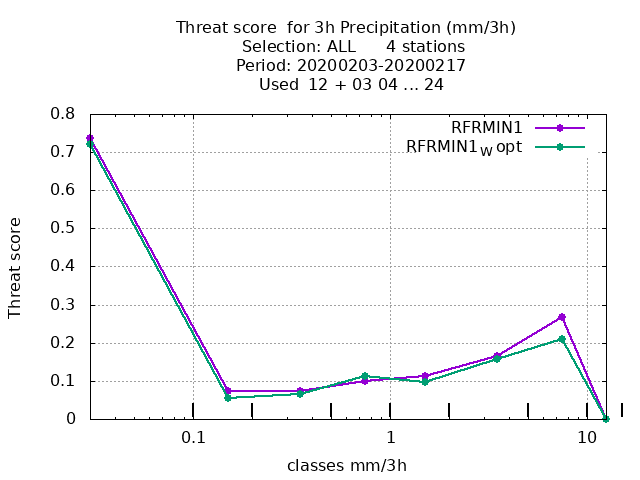 Threat score  for 3h Precipitation (mm/3h)
Selection: ALL      4 stations
Period: 20200203-20200217
Used  12 + 03 04 ... 24
RFRMIN1
RFRMIN1W opt
0.8
0.7
0.6
0.5
0.4
0.3
0.2
0.1
0
Threat score
0.1 1 10
classes mm/3h